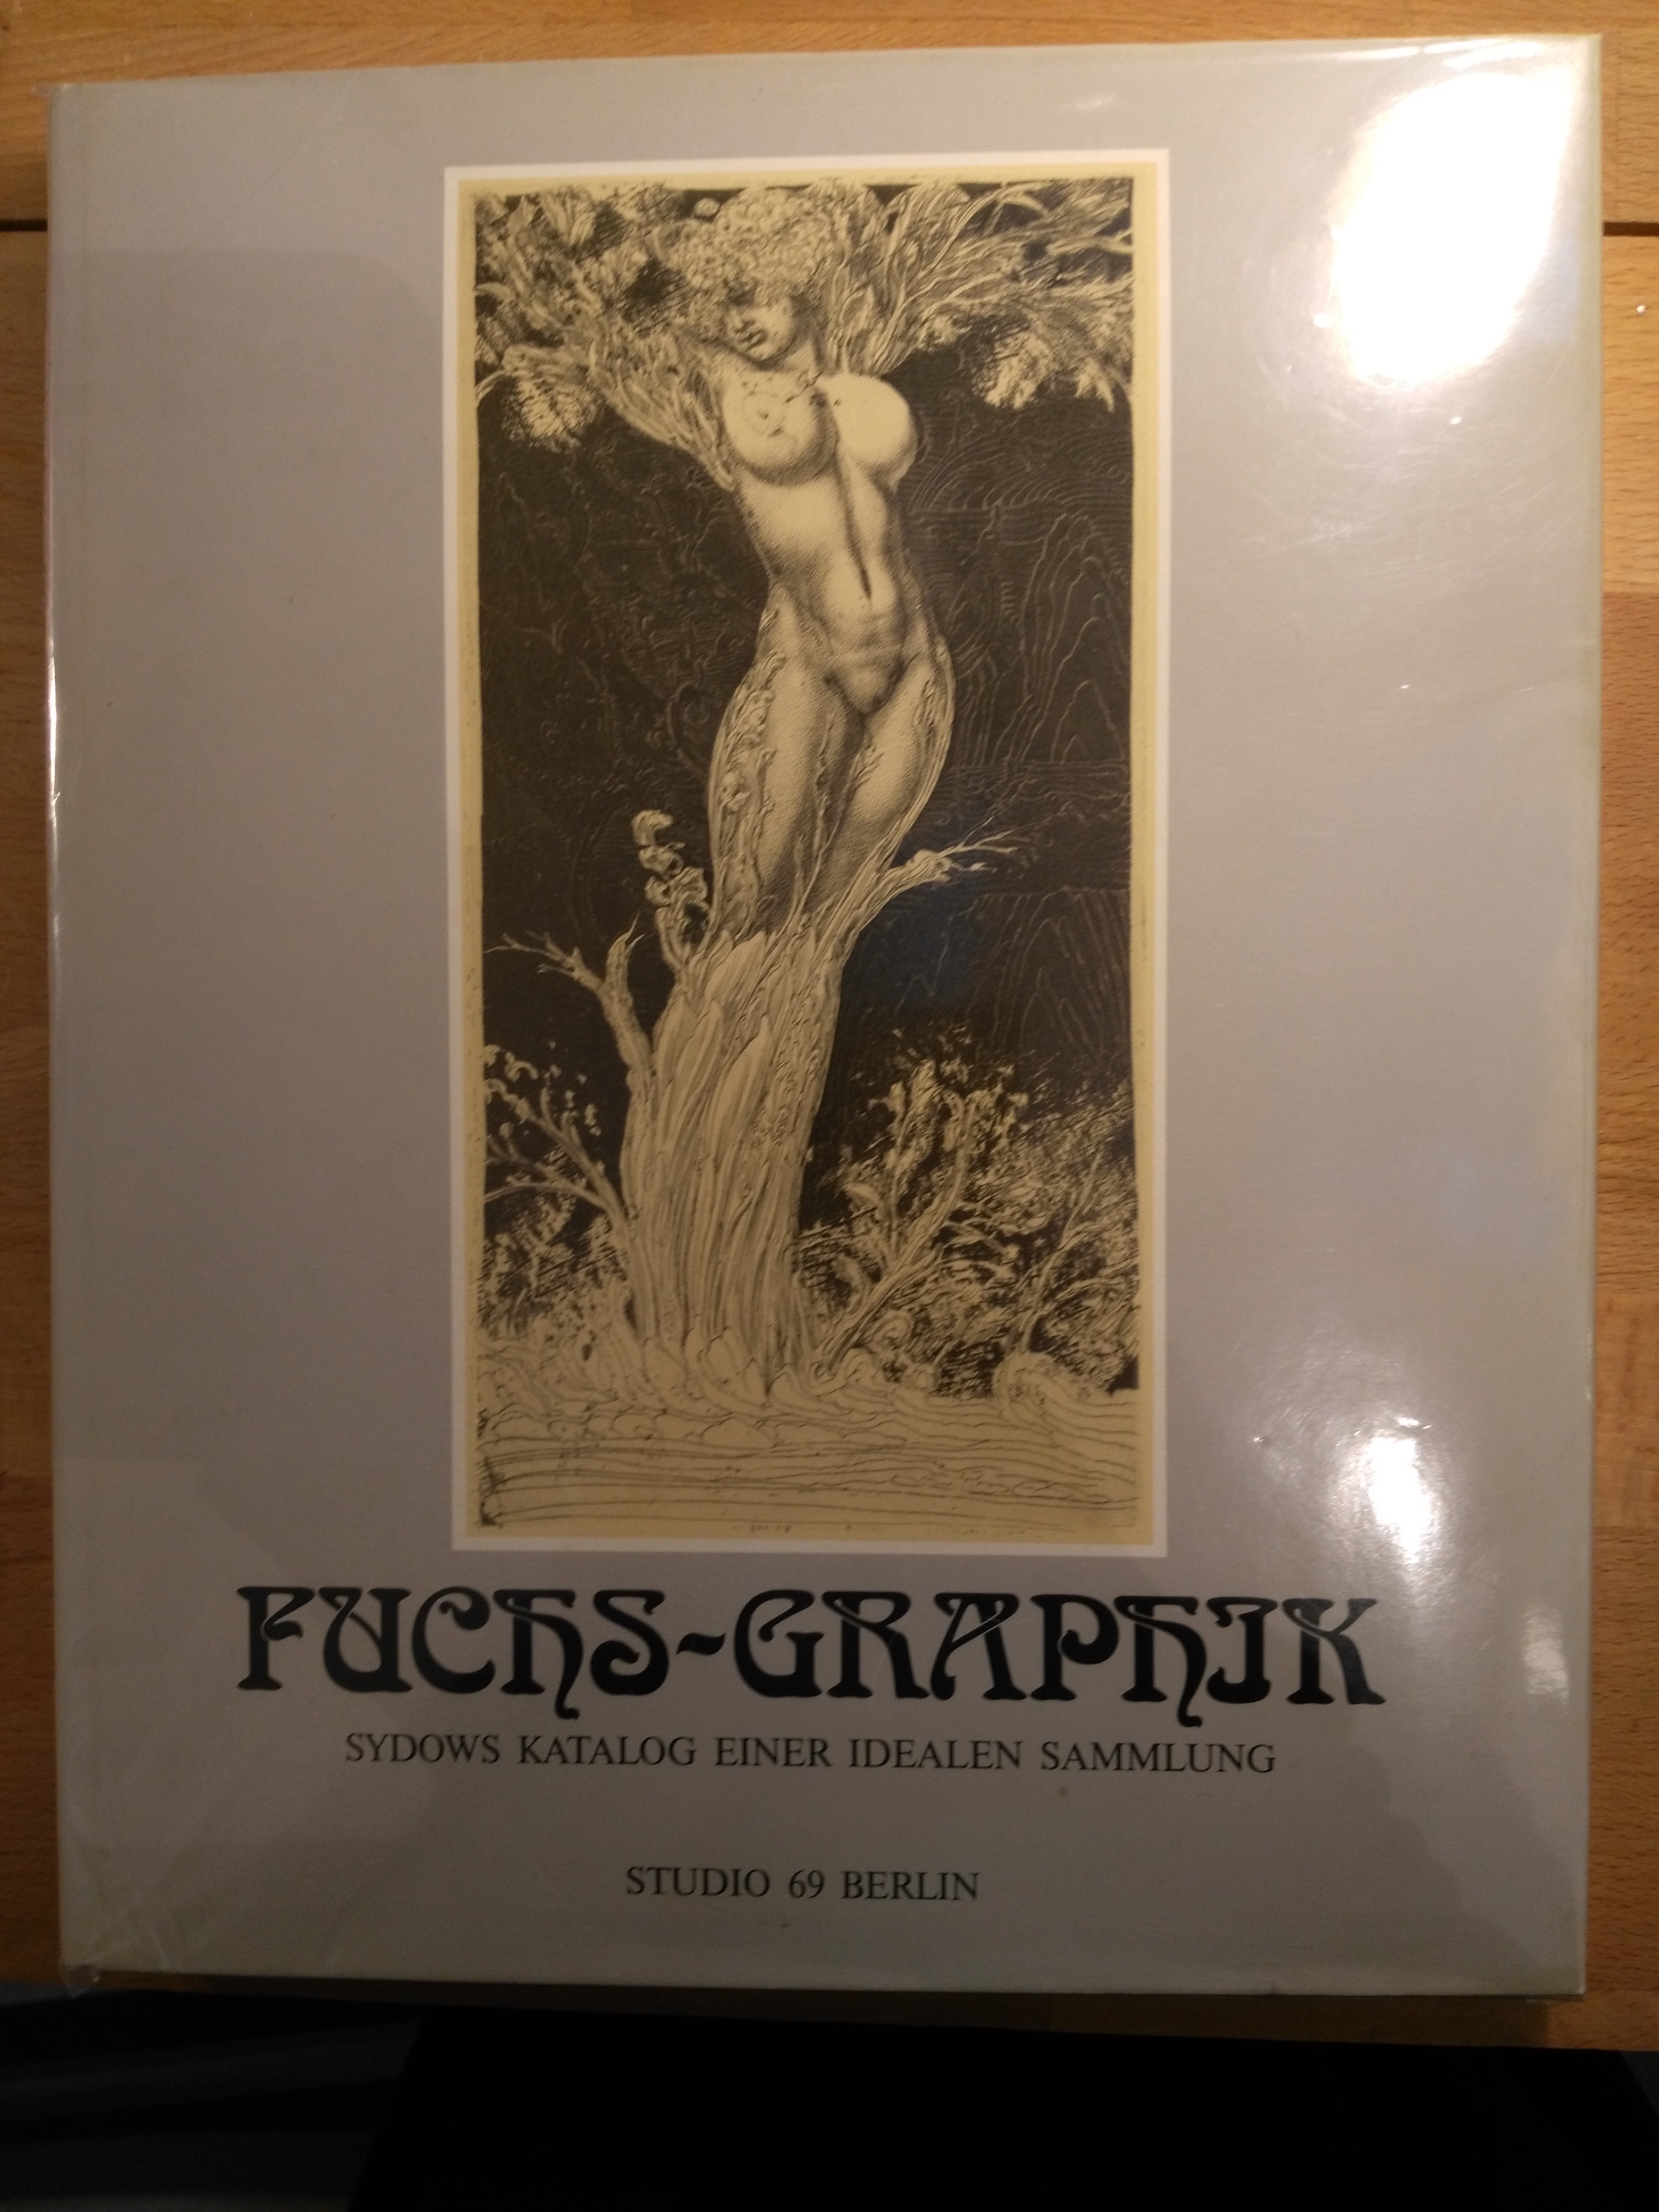 FUCHS-GRAPHIK
SYDOWS KATALOG EINER IDEALEN SAMMLUNG
STUDIO 69 BERLIN